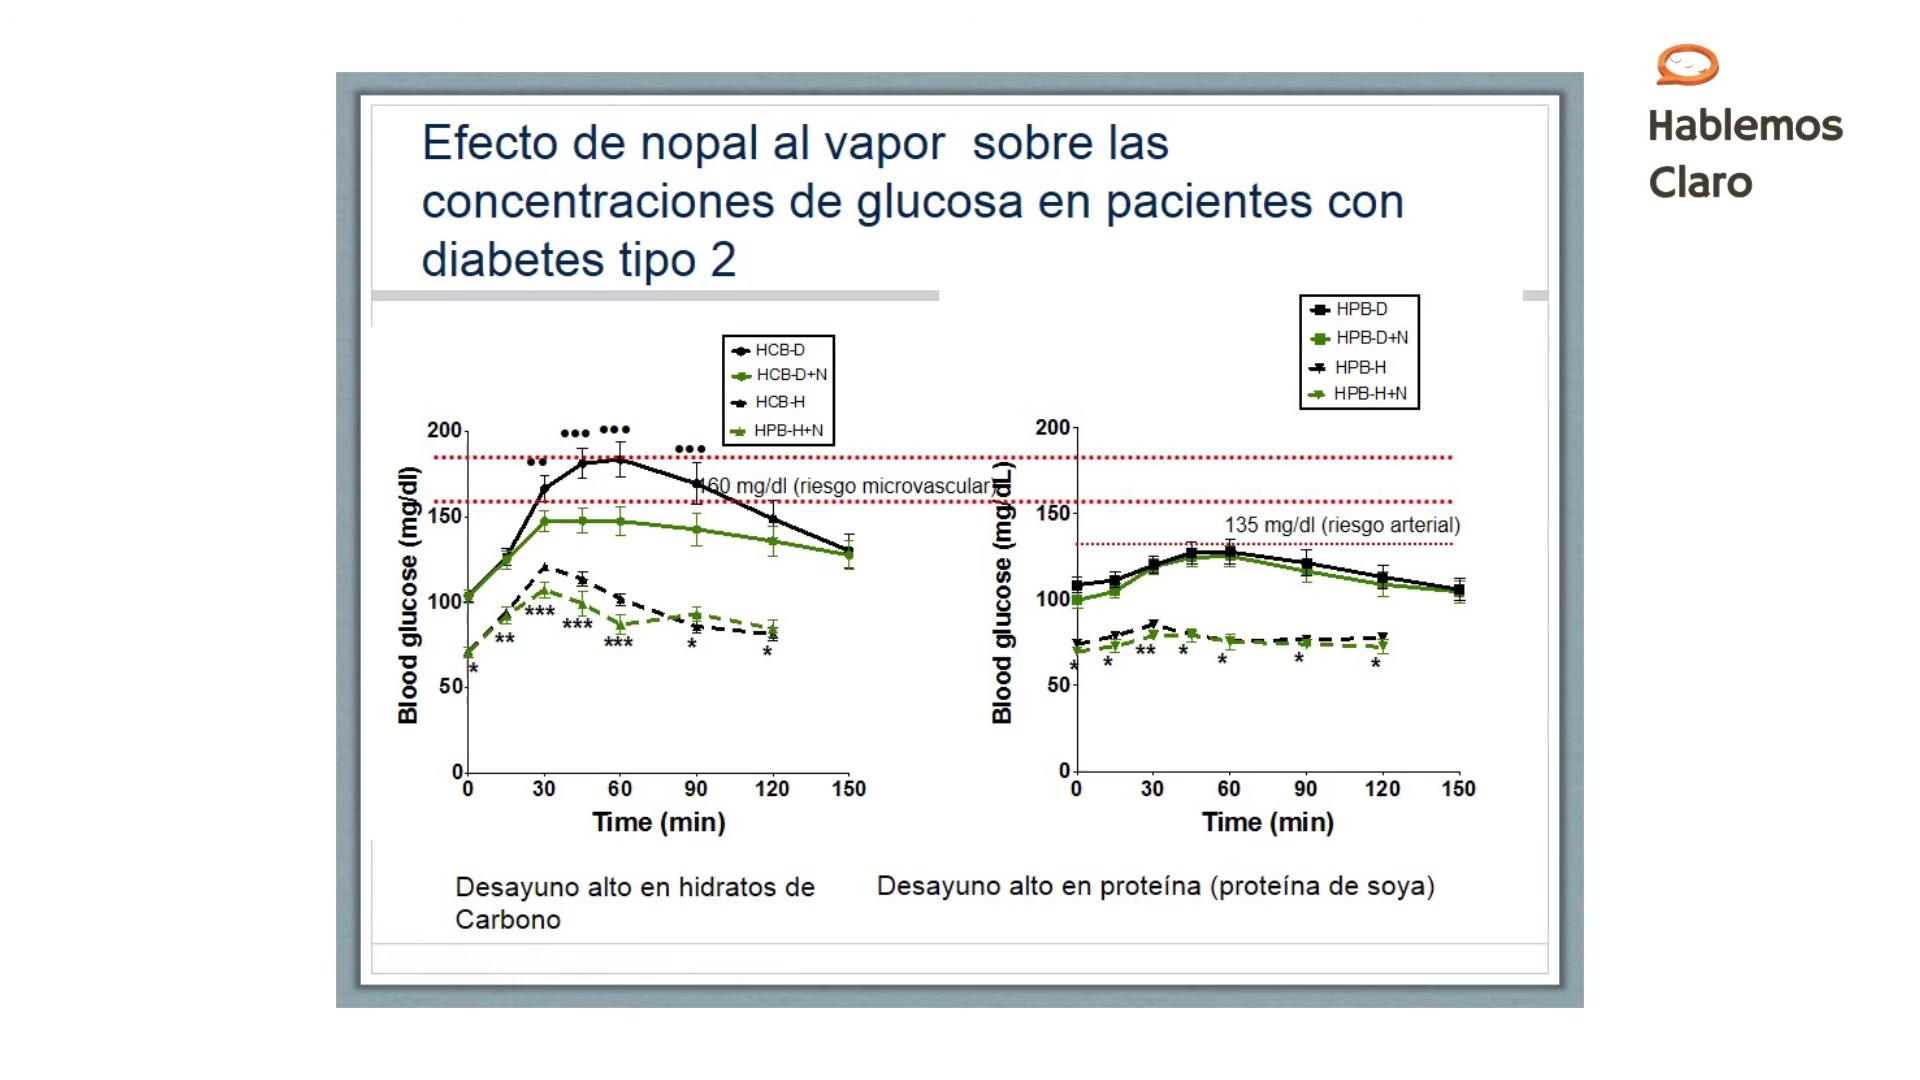 Hablemos
Claro
Efecto de nopal al vapor sobre las
concentraciones de glucosa en pacientes con
diabetes tipo 2
HCB-D
HCB-D+N
HCB-H
HPB-H+N
HPB-D
HPB-D+N
HPB-H
HPB-H+N
Blood glucose (mg/dl)
200
150
100
50
0
•• ••• ••• •••
160 mg/dl (riesgo microvascular)
* ** *** *** *** * *
0 30 60 90 120 150
Time (min)
Blood glucose (mg/dL)
200
150
100
50
0
135 mg/dl (riesgo arterial)
* * ** * * * *
0 30 60 90 120 150
Time (min)
Desayuno alto en hidratos de
Carbono
Desayuno alto en proteína (proteína de soya)